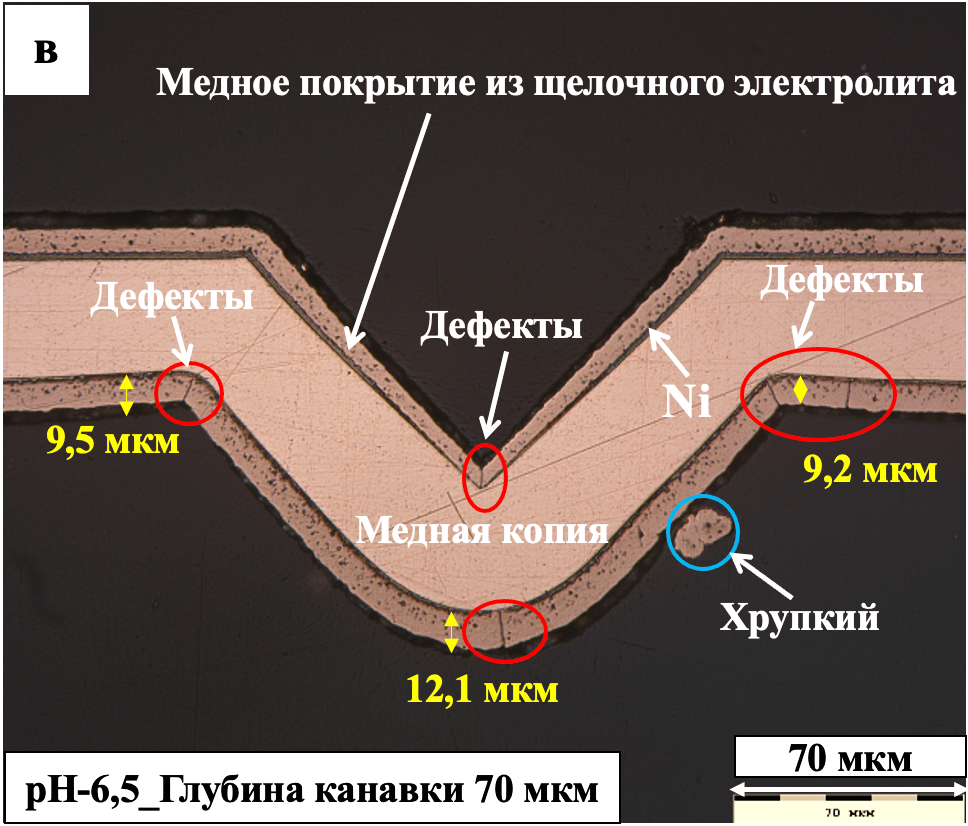 в
Медное покрытие из щелочного электролита
Дефекты
Дефекты
Дефекты
Ni
9,5 мкм
9,2 мкм
Медная копия
Хрупкий
12,1 мкм
pH-6,5_Глубина канавки 70 мкм
70 мкм
70 мкм